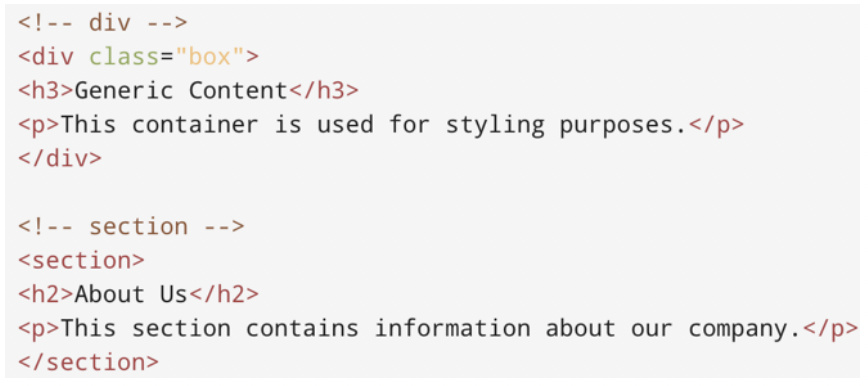 <!-- div -->
<div class="box">
<h3>Generic Content</h3>
<p>This container is used for styling purposes.</p>
</div>
<!-- section -->
<section>
<h2>About Us</h2>
<p>This section contains information about our company.</p>
</section>